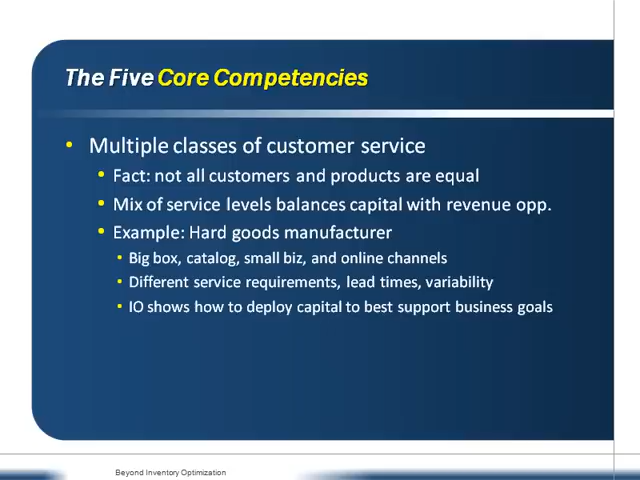 The Five Core Competencies
• Multiple classes of customer service
• Fact: not all customers and products are equal
• Mix of service levels balances capital with revenue opp.
• Example: Hard goods manufacturer
• Big box, catalog, small biz, and online channels
• Different service requirements, lead times, variability
• IO shows how to deploy capital to best support business goals
Beyond Inventory Optimization